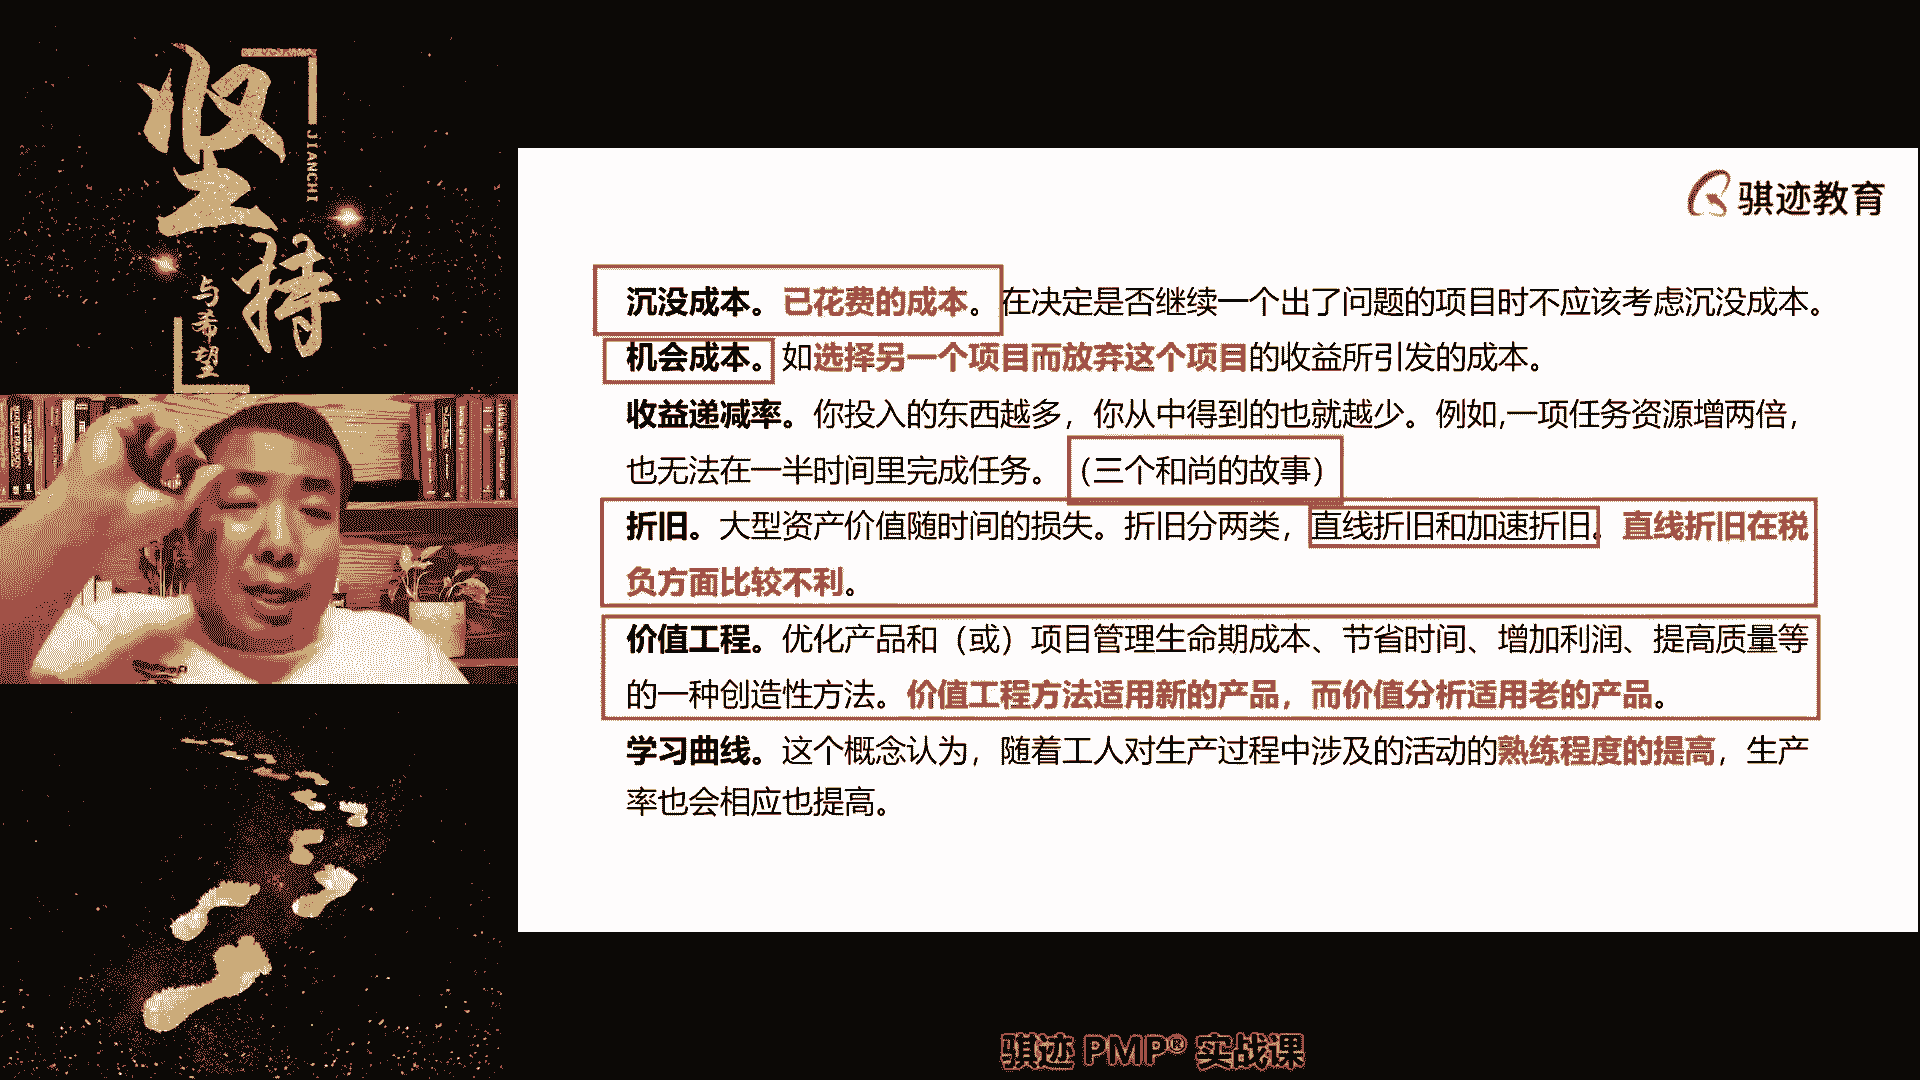 坚持
JIANCHI
与希望
骐迹教育
沉没成本。已花费的成本。在决定是否继续一个出了问题的项目时不应该考虑沉没成本。
机会成本。如选择另一个项目而放弃这个项目的收益所引发的成本。
收益递减率。你投入的东西越多，你从中得到的也就越少。例如,一项任务资源增两倍，
也无法在一半时间里完成任务。（三个和尚的故事）
折旧。大型资产价值随时间的损失。折旧分两类，直线折旧和加速折旧。直线折旧在税
负方面比较不利。
价值工程。优化产品和（或）项目管理生命期成本、节省时间、增加利润、提高质量等
的一种创造性方法。价值工程方法适用新的产品，而价值分析适用老的产品。
学习曲线。这个概念认为，随着工人对生产过程中涉及的活动的熟练程度的提高，生产
率也会相应也提高。
骐迹 PMP® 实战课